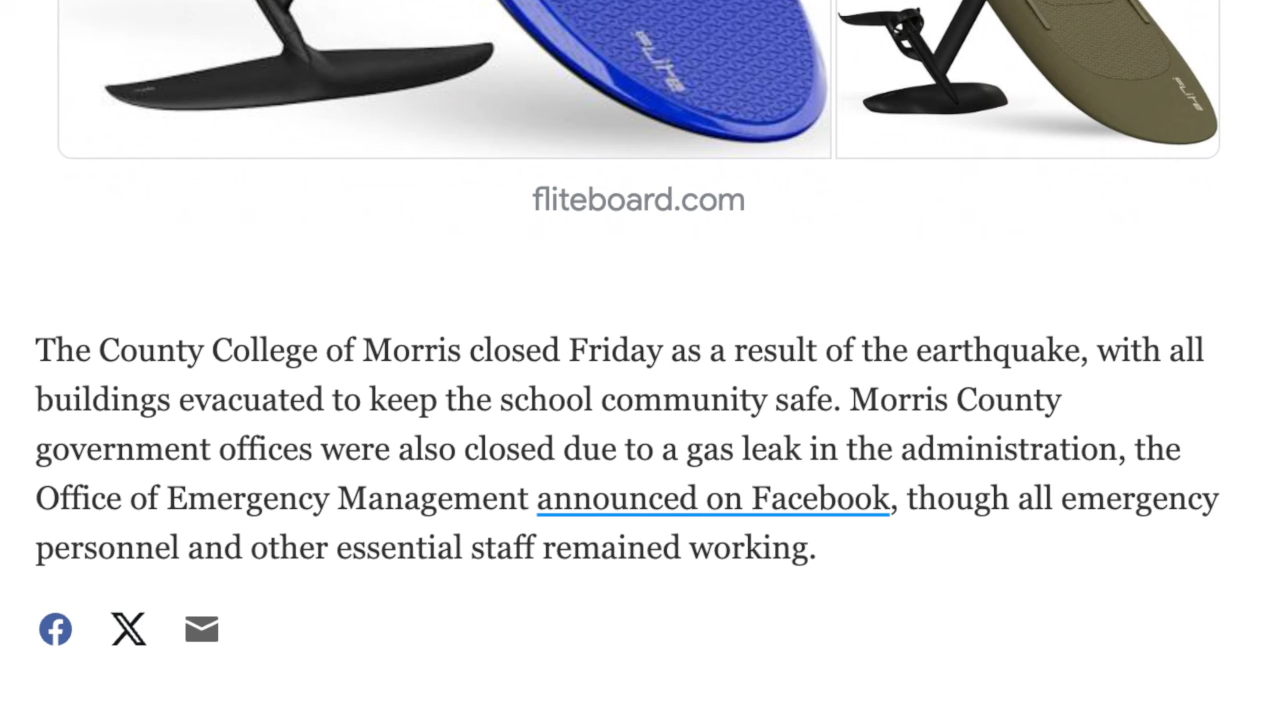 FLITE
FLITE
fliteboard.com
The County College of Morris closed Friday as a result of the earthquake, with all
buildings evacuated to keep the school community safe. Morris County
government offices were also closed due to a gas leak in the administration, the
Office of Emergency Management announced on Facebook, though all emergency
personnel and other essential staff remained working.